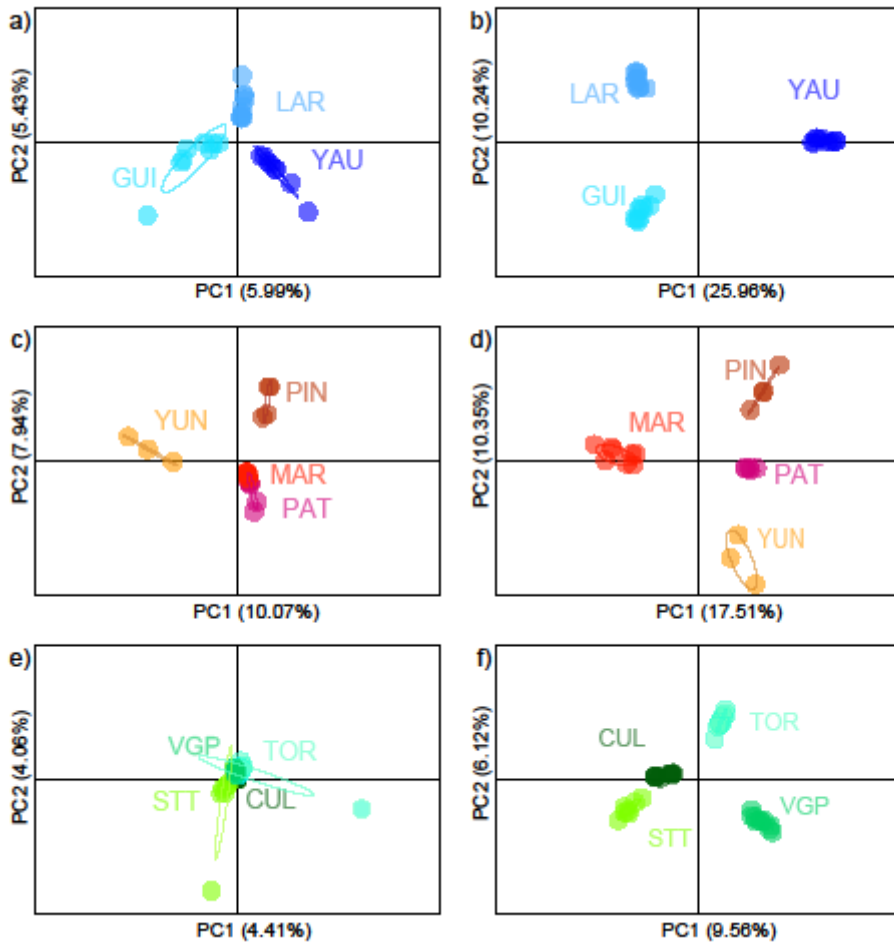 a)
PC2 (5.43%)
LAR
GUI
YAU
PC1 (5.99%)
b)
PC2 (10.24%)
LAR
YAU
GUI
PC1 (25.96%)
c)
PC2 (7.94%)
PIN
YUN
MAR
PAT
PC1 (10.07%)
d)
PC2 (10.35%)
PIN
MAR
PAT
YUN
PC1 (17.51%)
e)
PC2 (4.06%)
VGP
TOR
STT
CUL
PC1 (4.41%)
f)
PC2 (6.12%)
TOR
CUL
VGP
STT
PC1 (9.56%)